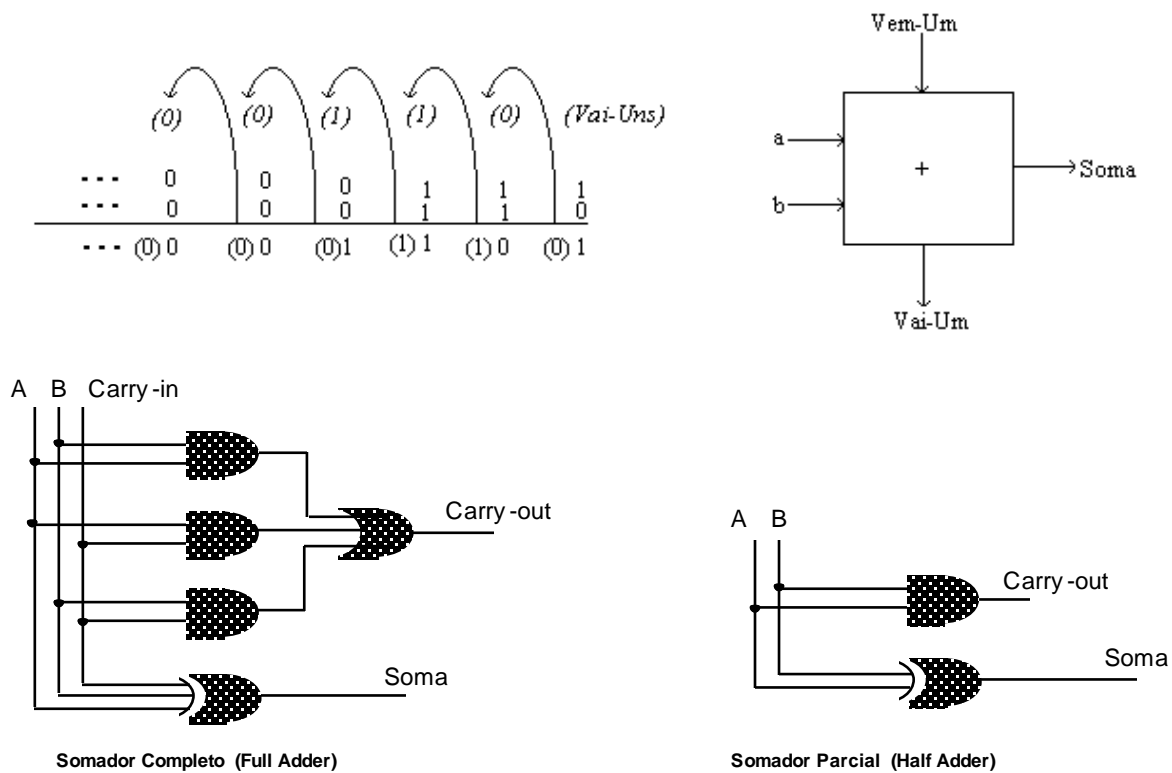 Vem-Um
(0) (0) (1) (1) (0) (Vai-Uns)
a
+
Soma
b
--- 0 0 0 1 1 1
--- 0 0 0 1 1 0
--- (0) 0 (0) 0 (0)1 (1) 1 (1) 0 (0) 1
Vai-Um
A B Carry-in
Carry-out
Soma
Somador Completo (Full Adder)
A B
Carry-out
Soma
Somador Parcial (Half Adder)